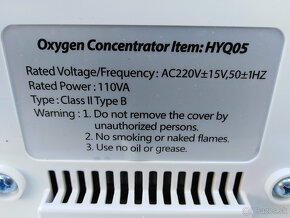 Oxygen Concentrator Item: HYQ05
Rated Voltage/Frequency : AC220V±15V,50±1HZ
Rated Power : 110VA
Type : Class II Type B
Warning : 1. Do not remove the cover by
unauthorized persons.
2. No smoking or naked flames.
3. Use no oil or grease.